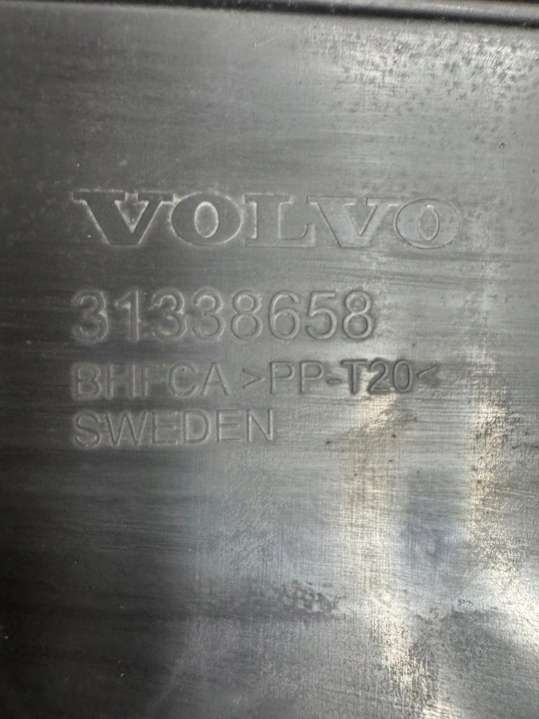 VOLVO
31338658
BHFCA >PP-T20<
SWEDEN